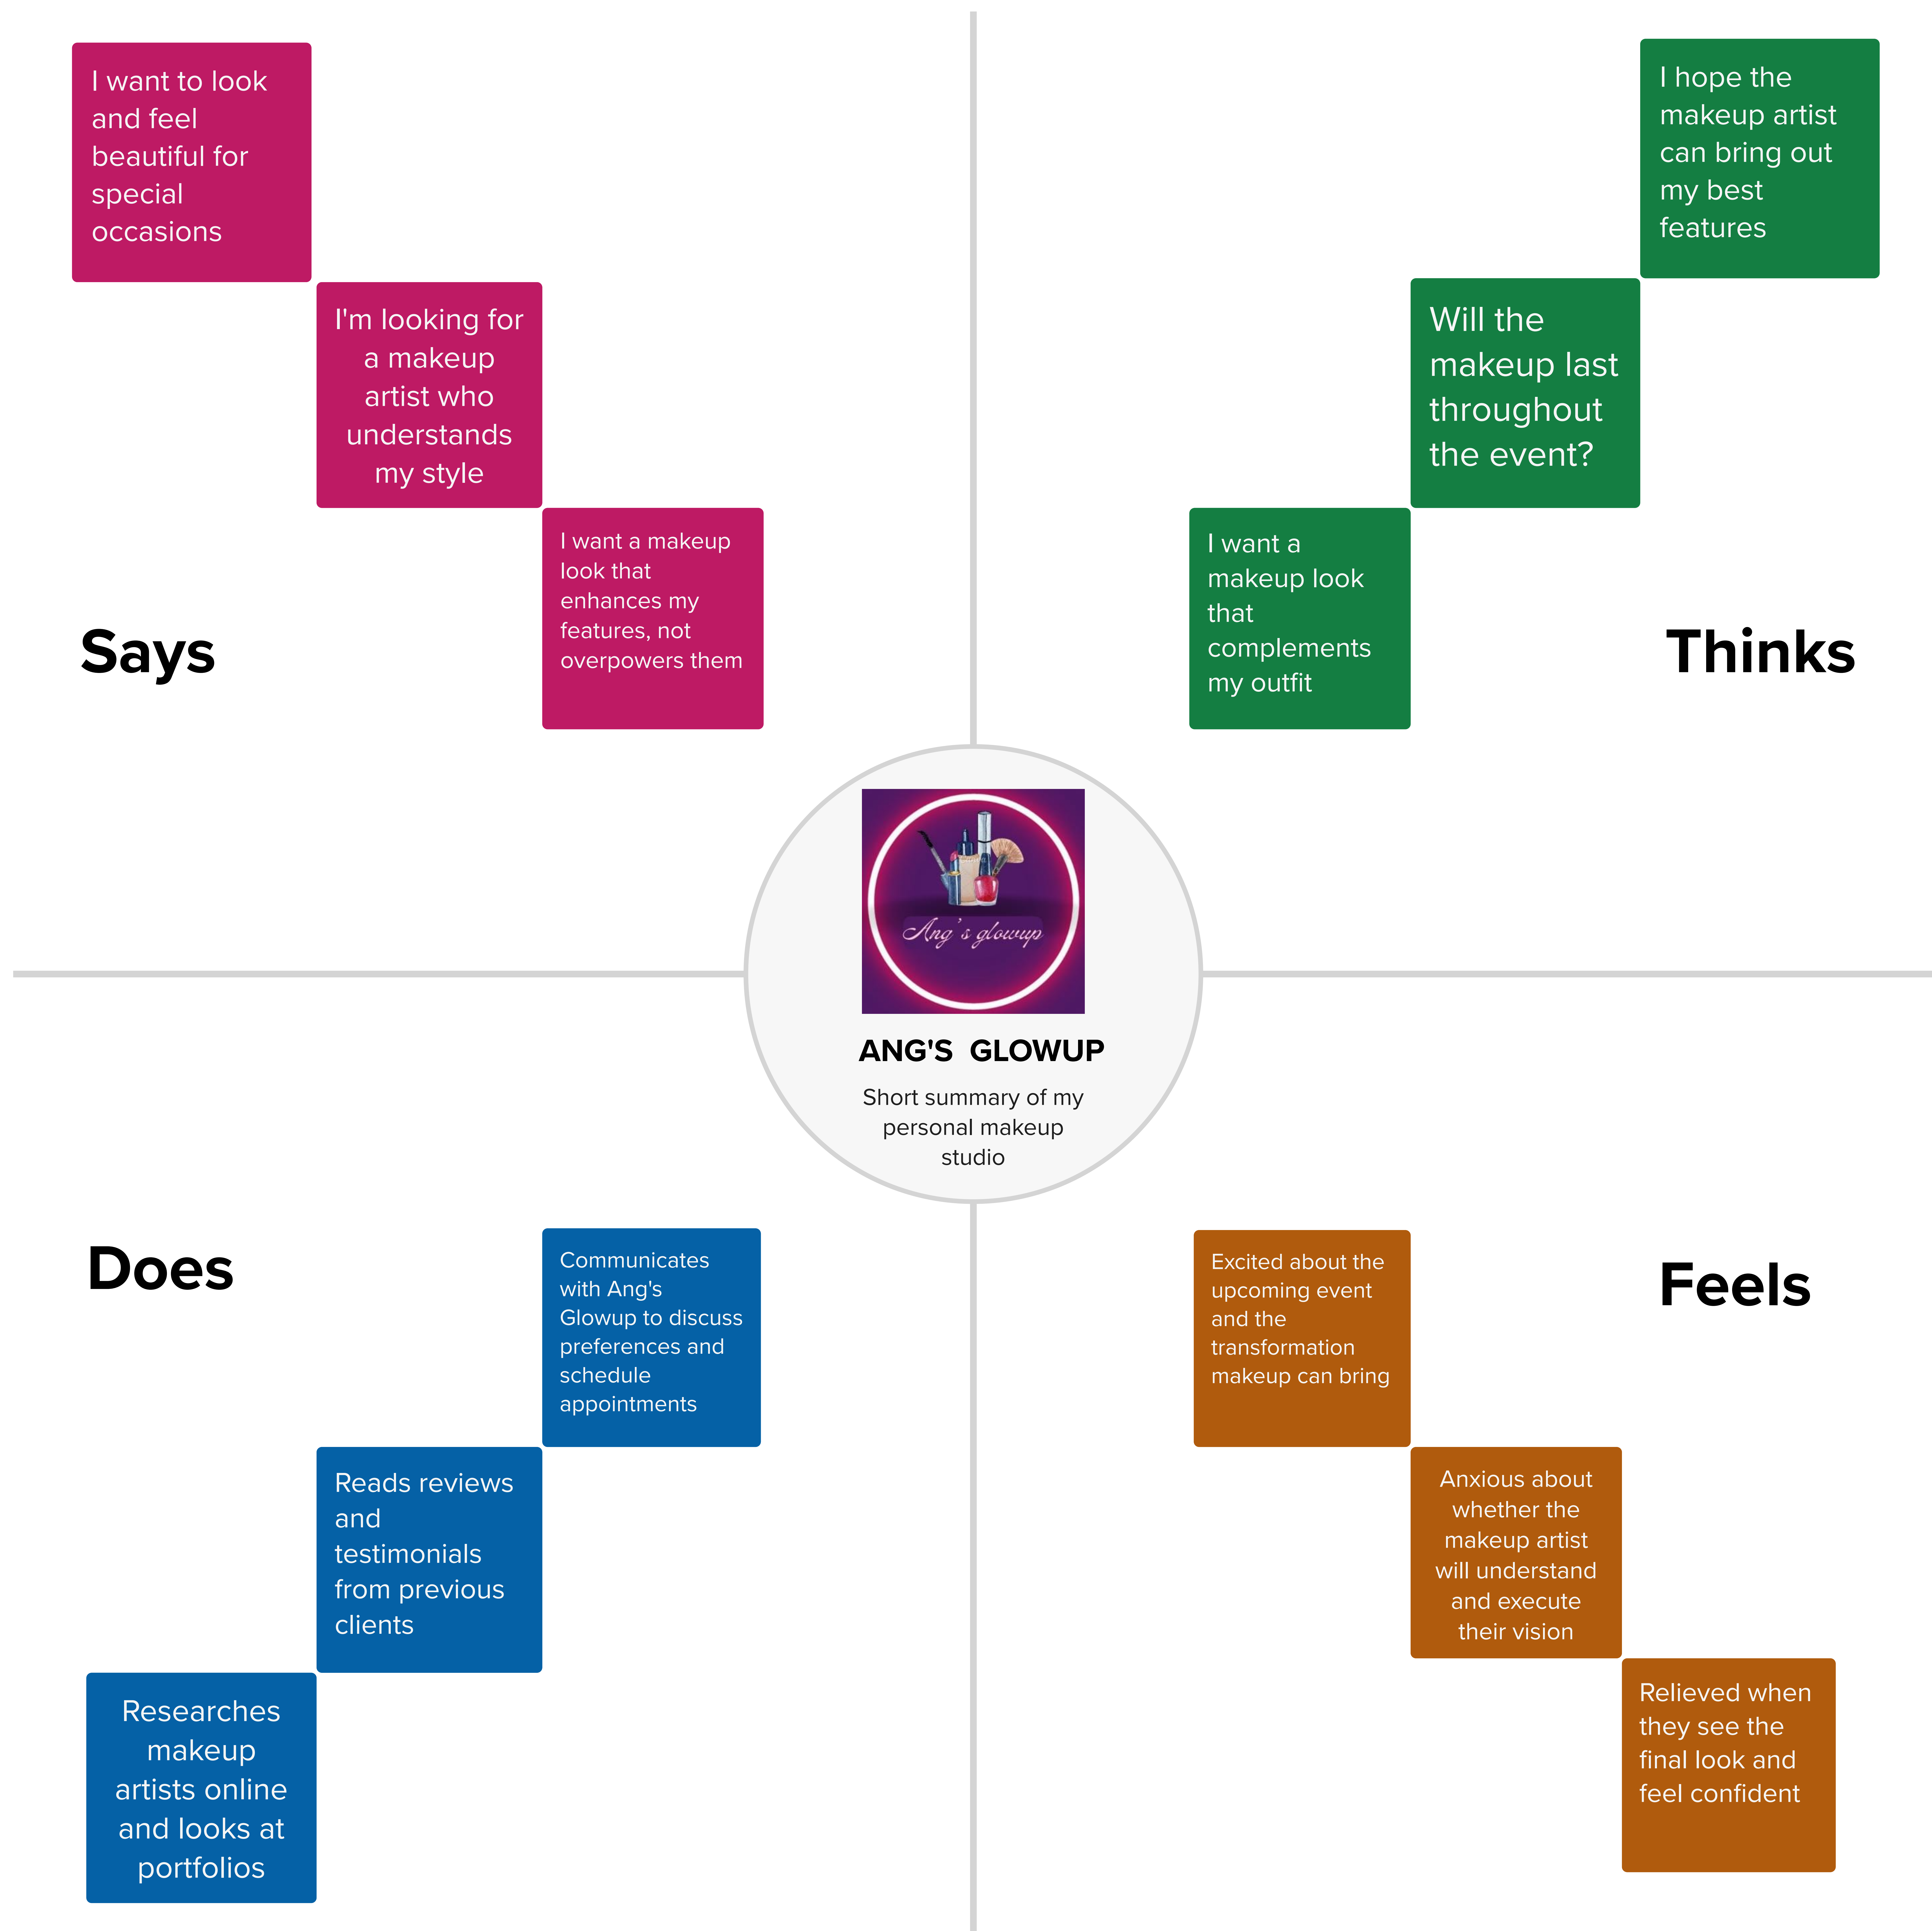 I want to look
and feel
beautiful for
special
occasions
I'm looking for
a makeup
artist who
understands
my style
I want a makeup
look that
enhances my
features, not
overpowers them
Says
I hope the
makeup artist
can bring out
my best
features
Will the
makeup last
throughout
the event?
I want a
makeup look
that
complements
my outfit
Thinks
Ang's glowup
ANG'S  GLOWUP
Short summary of my
personal makeup
studio
Does
Communicates
with Ang's
Glowup to discuss
preferences and
schedule
appointments
Reads reviews
and
testimonials
from previous
clients
Researches
makeup
artists online
and looks at
portfolios
Feels
Excited about the
upcoming event
and the
transformation
makeup can bring
Anxious about
whether the
makeup artist
will understand
and execute
their vision
Relieved when
they see the
final look and
feel confident